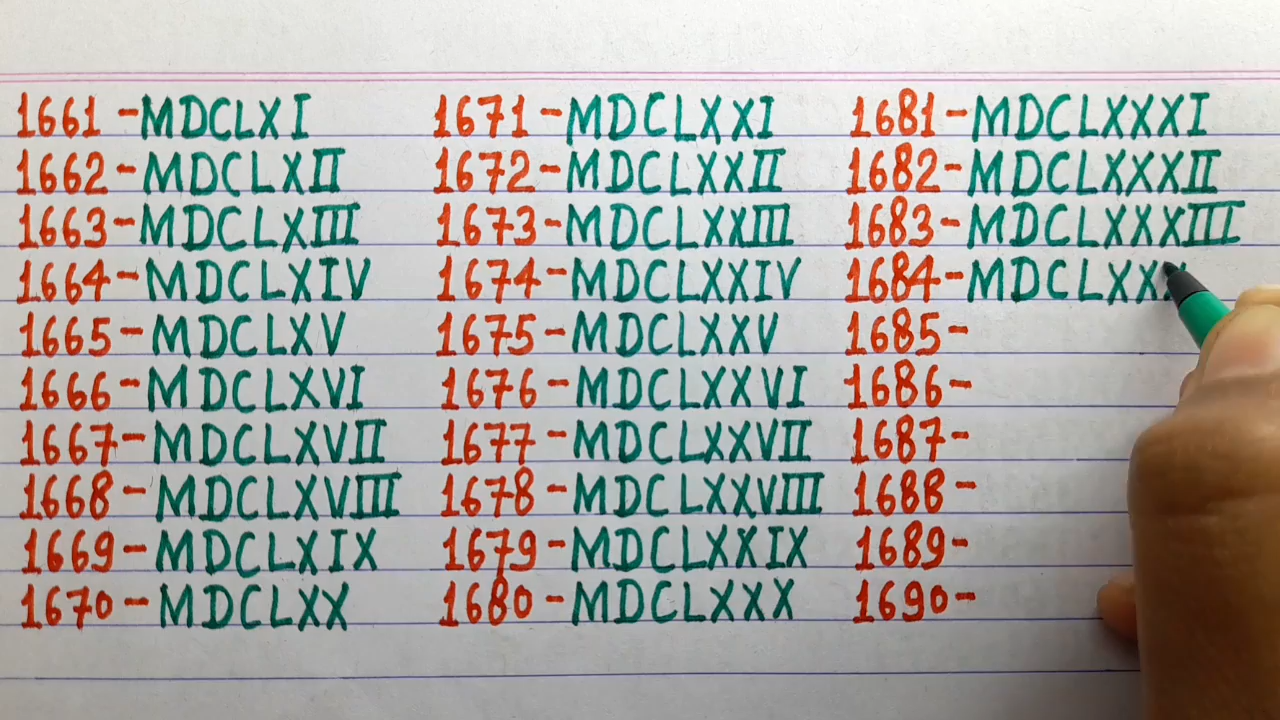 1661 - MDCLXI
1662 - MDCLXII
1663 - MDCLXIII
1664 - MDCLXIV
1665 - MDCLXV
1666 - MDCLXVI
1667 - MDCLXVII
1668 - MDCLXVIII
1669 - MDCLXIX
1670 - MDCLXX
1671 - MDCLXXI
1672 - MDCLXXII
1673 - MDCLXXIII
1674 - MDCLXXIV
1675 - MDCLXXV
1676 - MDCLXXVI
1677 - MDCLXXVII
1678 - MDCLXXVIII
1679 - MDCLXXIX
1680 - MDCLXXX
1681 - MDCLXXXI
1682 - MDCLXXXII
1683 - MDCLXXXIII
1684 - MDCLXXX
1685 -
1686 -
1687 -
1688 -
1689 -
1690 -